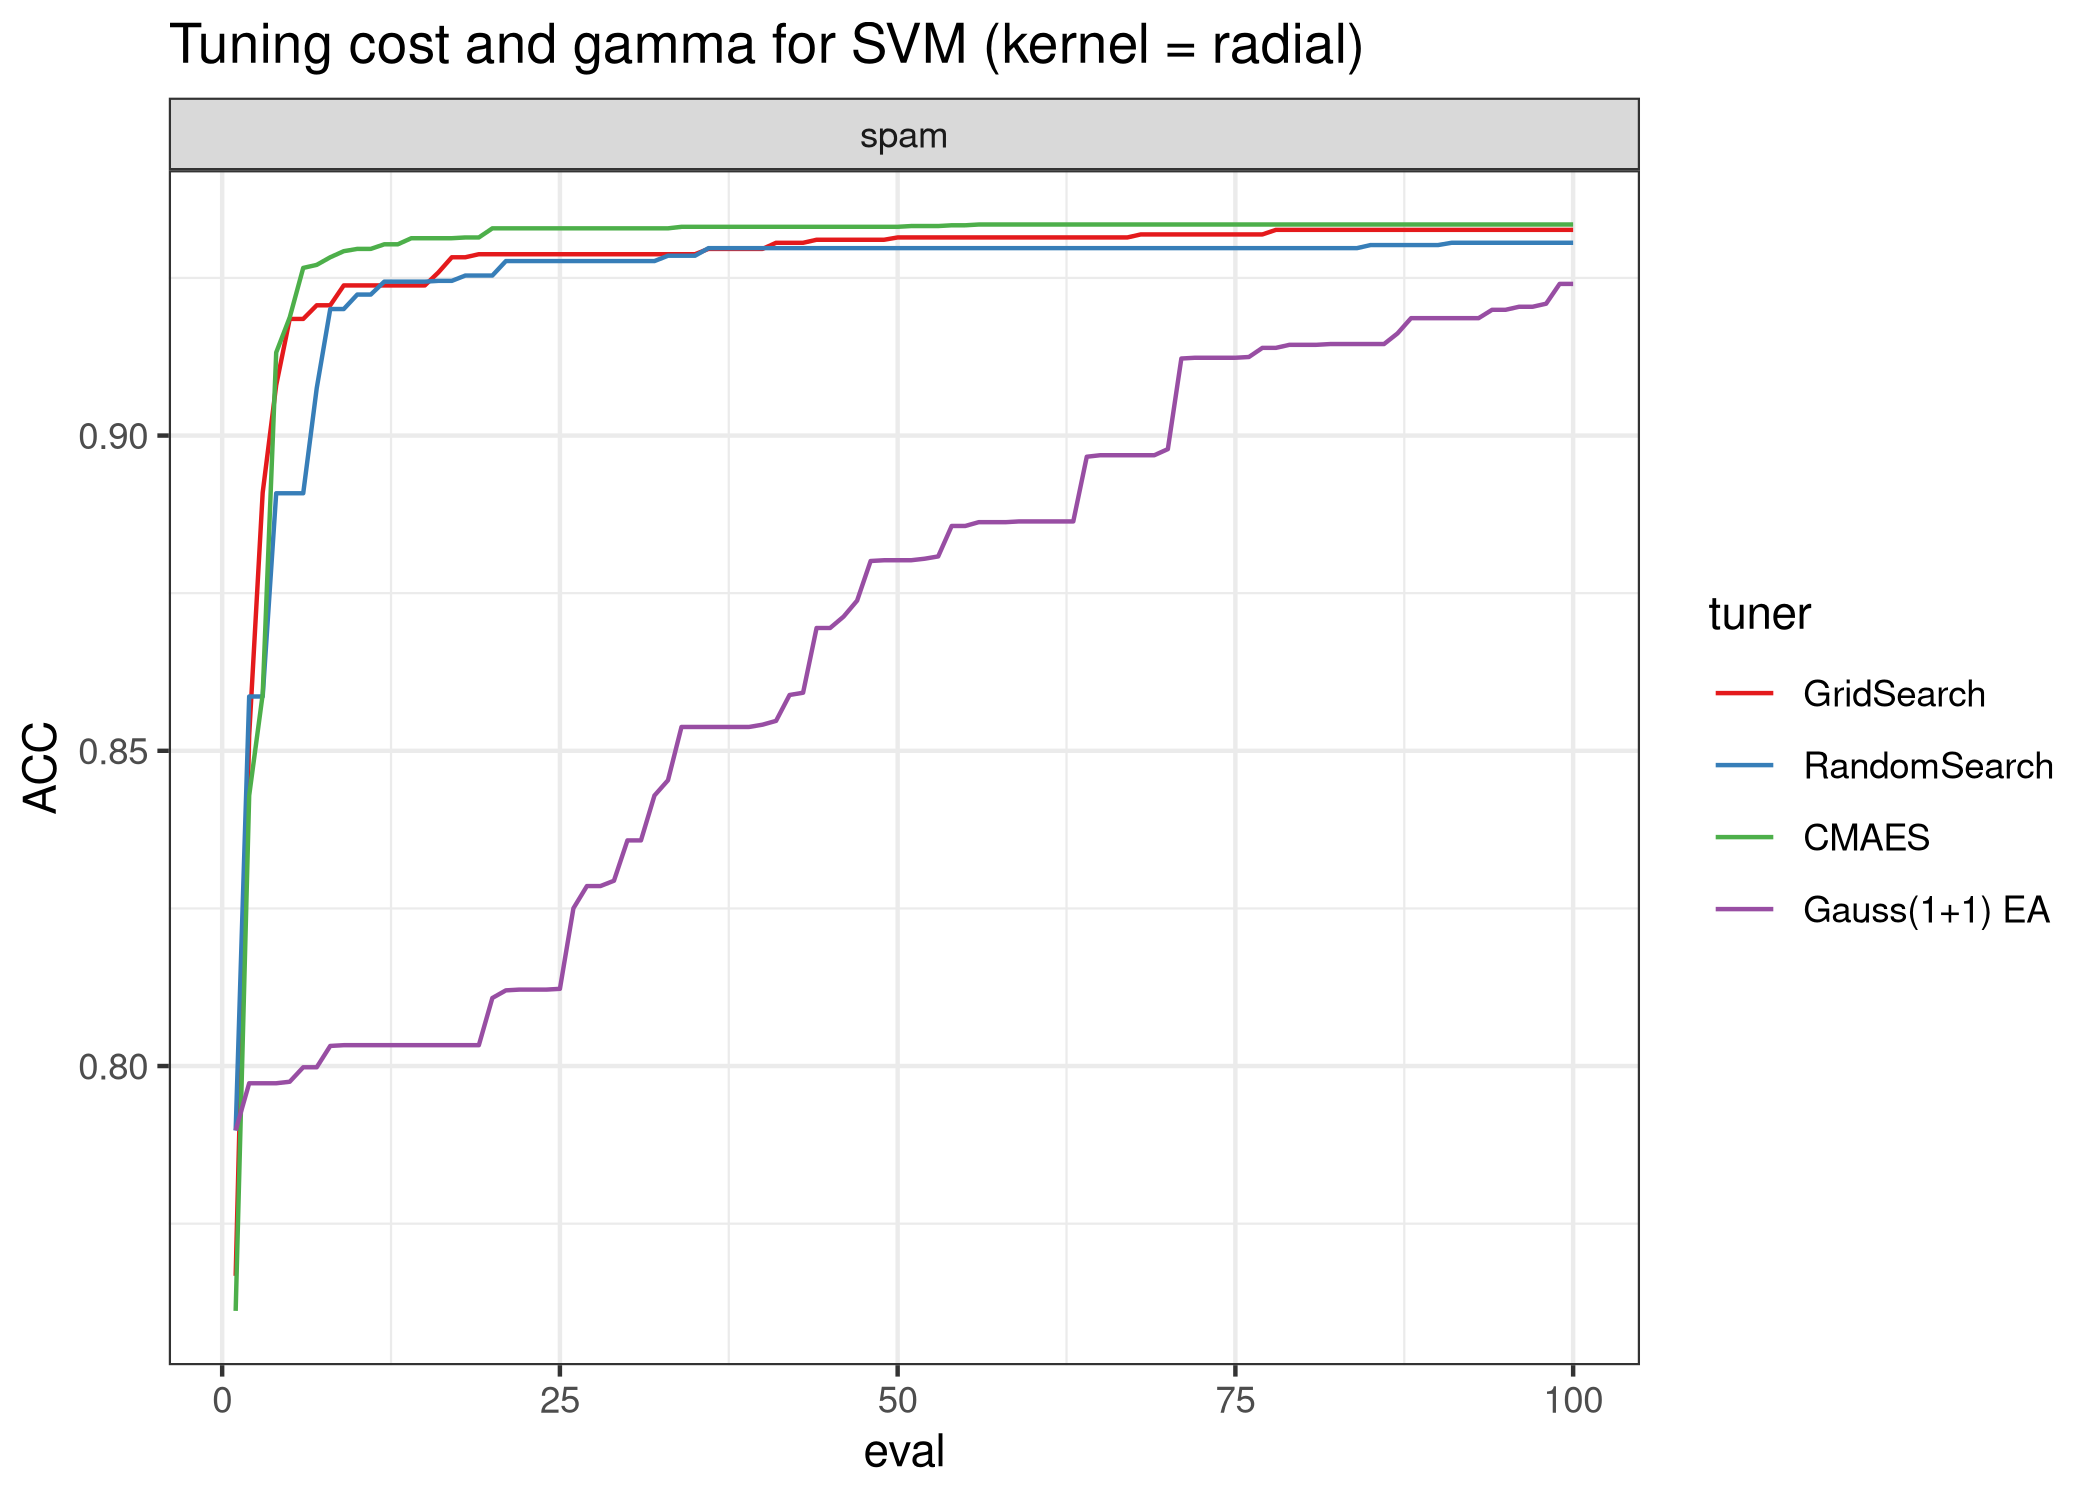 Tuning cost and gamma for SVM (kernel = radial)
spam
ACC
0.90
0.85
0.80
0
25
50
75
100
eval
tuner
GridSearch
RandomSearch
CMAES
Gauss(1+1) EA